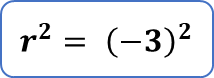 r² = (−3)²